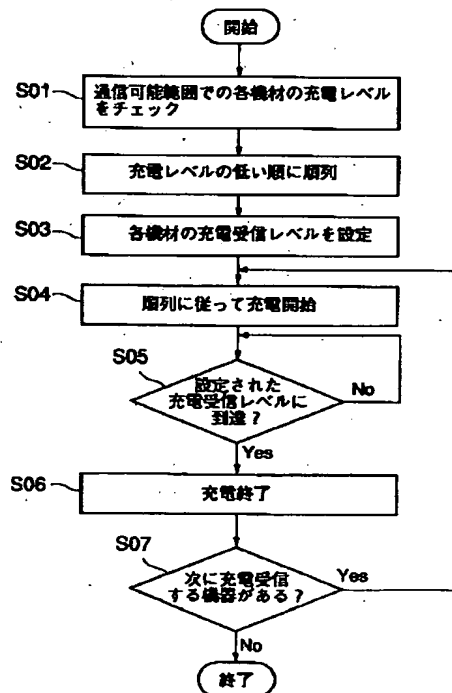 開始
S01
通信可能範囲での各機材の充電レベル
をチェック
S02
充電レベルの低い順に順列
S03
各機材の充電受信レベルを設定
S04
順列に従って充電開始
S05
設定された
充電受信レベルに
到達?
No
Yes
S06
充電終了
S07
次に充電受信
する機器がある?
Yes
No
終了